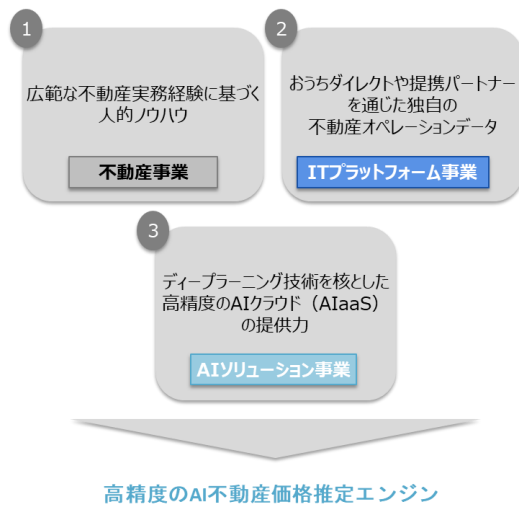 1
広範な不動産実務経験に基づく
人的ノウハウ
不動産事業
2
おうちダイレクトや提携パートナー
を通じた独自の
不動産オペレーションデータ
ITプラットフォーム事業
3
ディープラーニング技術を核とした
高精度のAIクラウド（AIaaS）
の提供力
AIソリューション事業
高精度のAI不動産価格推定エンジン